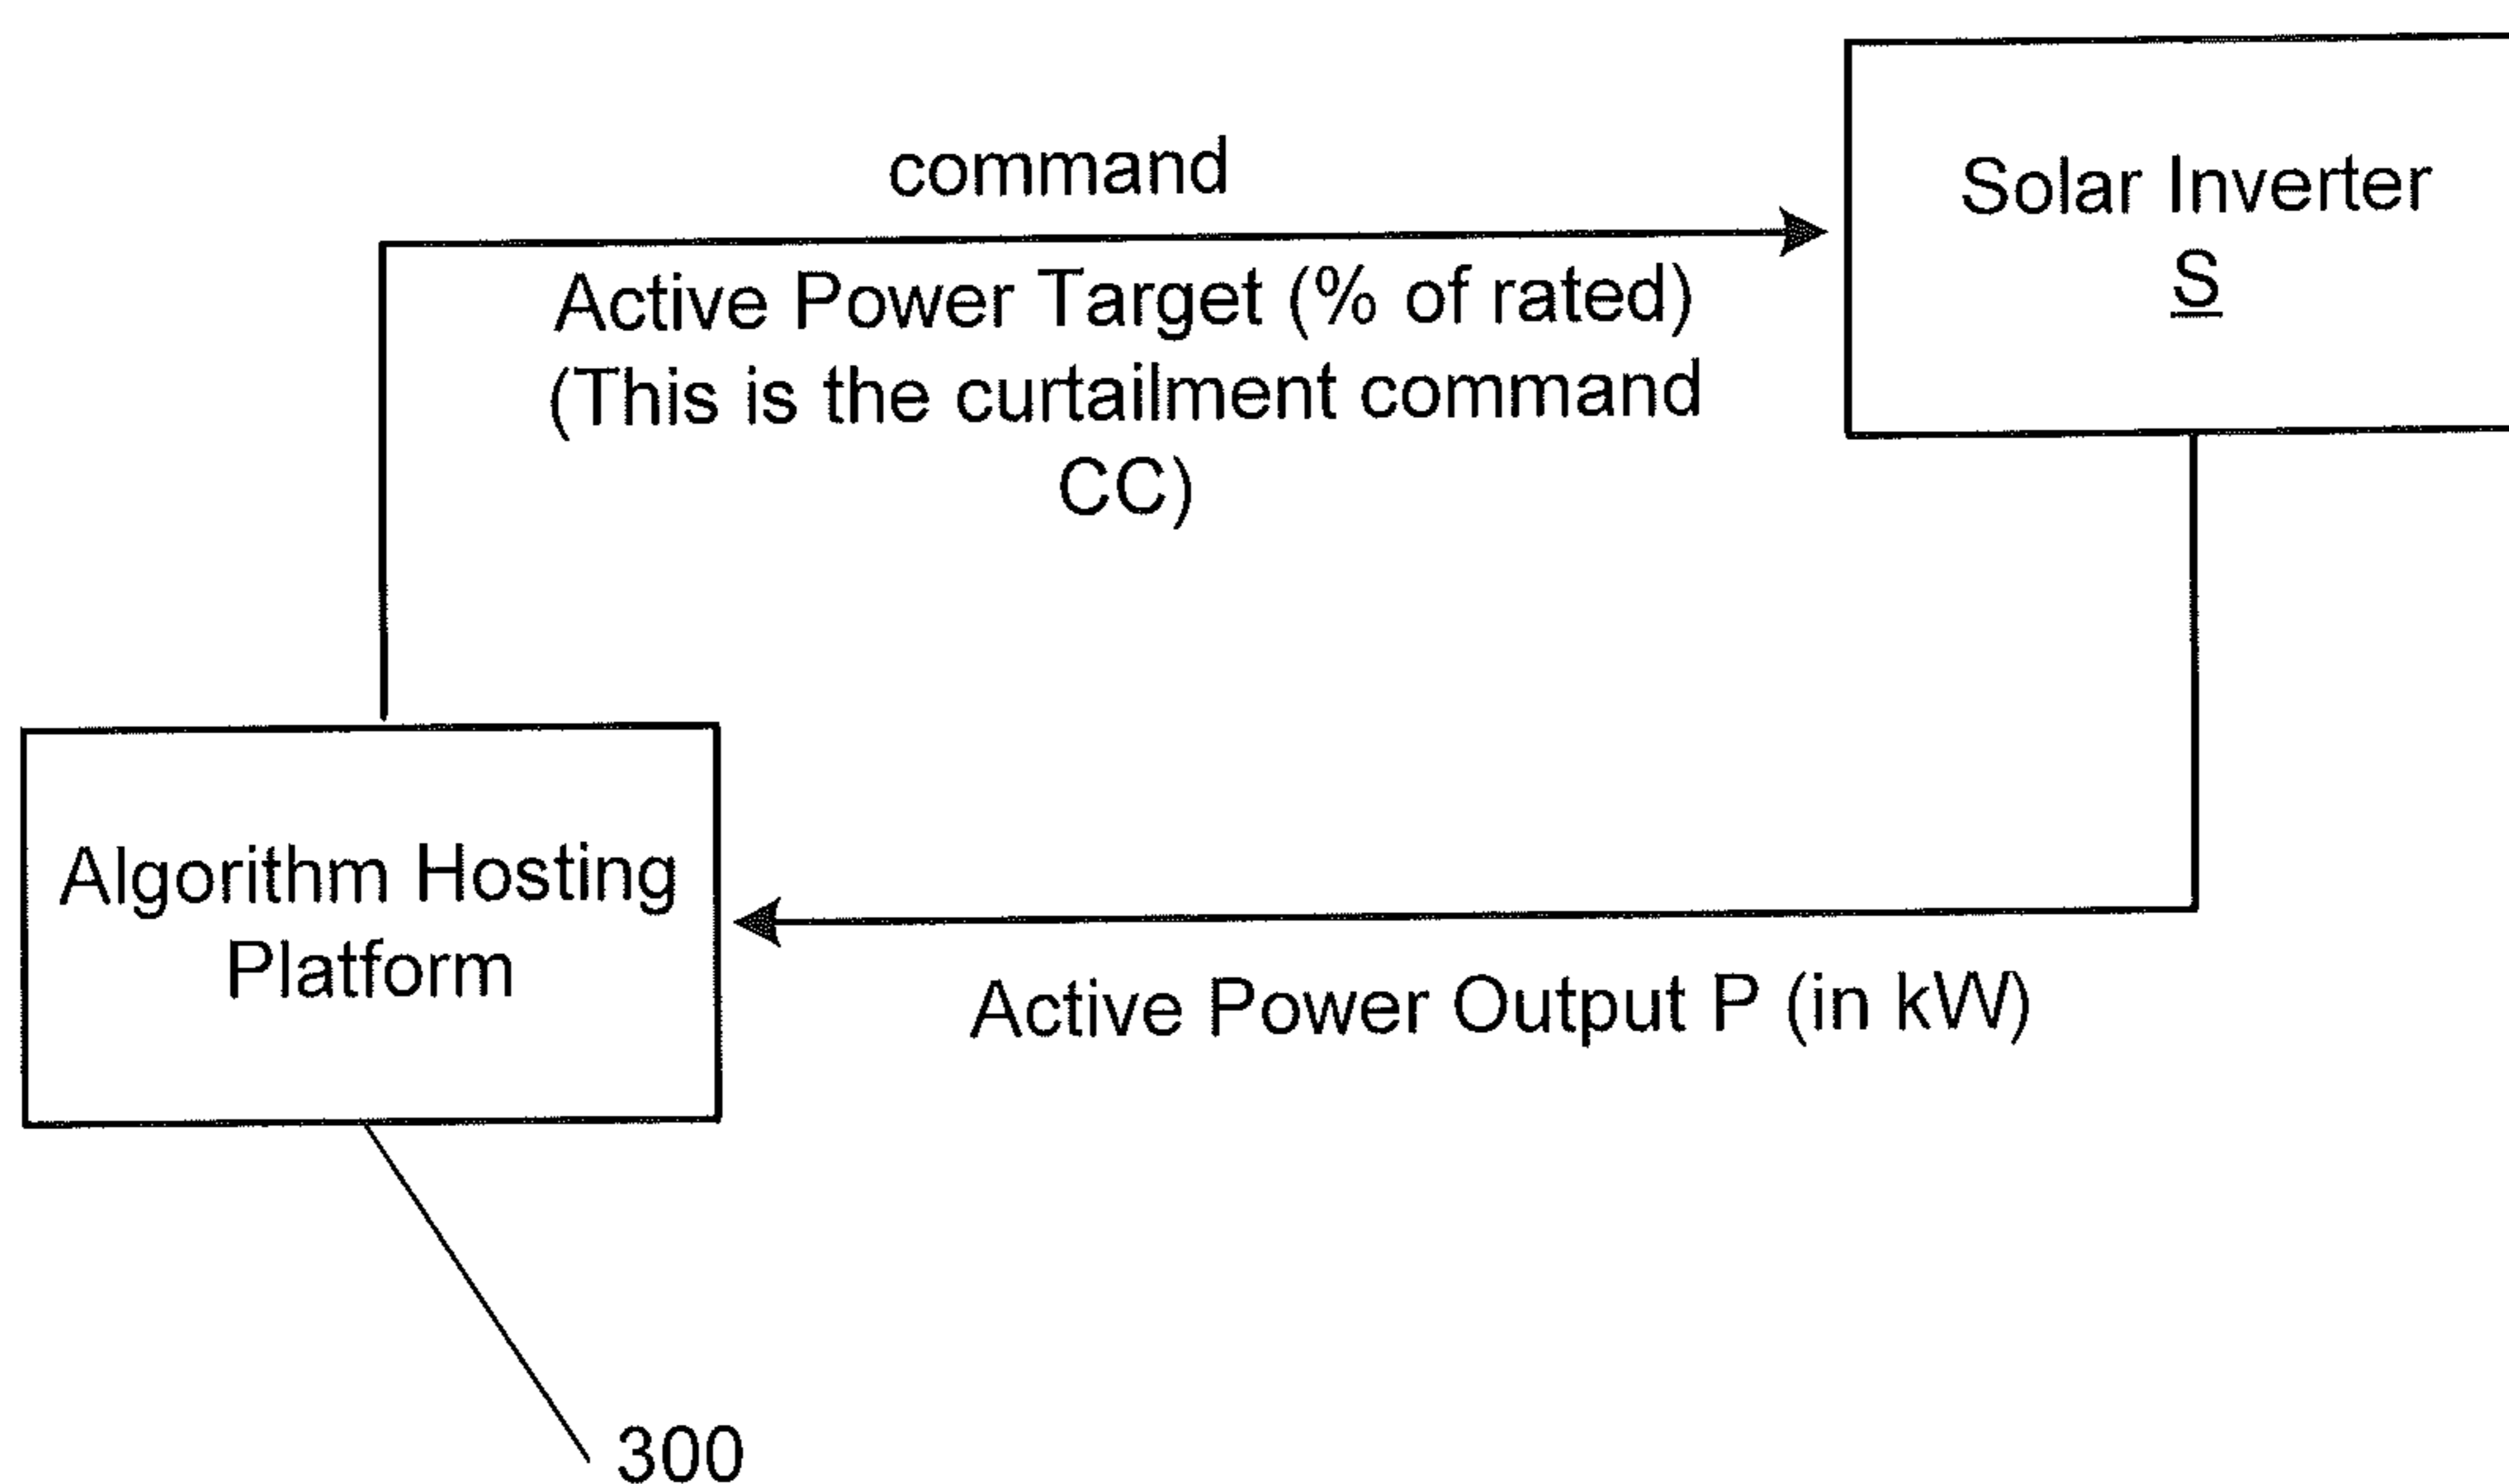 command
Active Power Target (% of rated)
(This is the curtailment command
CC)
Solar Inverter
S
Algorithm Hosting
Platform
Active Power Output P (in kW)
300